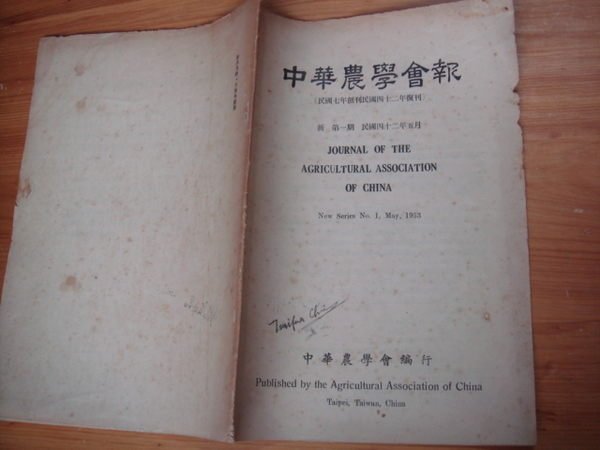 中華農學會報
（民國七年創刊民國四十二年復刊）
新 第一期 民國四十二年五月
JOURNAL OF THE
AGRICULTURAL ASSOCIATION
OF CHINA
New Series No. 1, May, 1953
中華農學會編行
Published by the Agricultural Association of China
Taipei, Taiwan, China